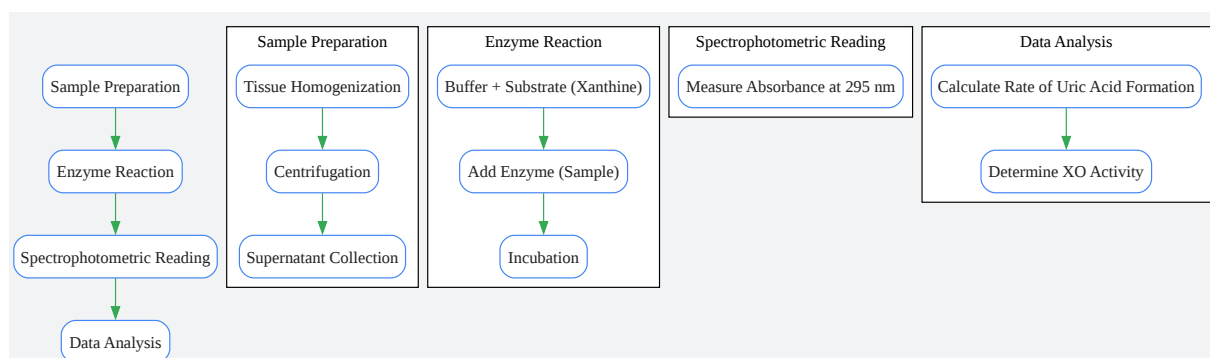 Sample Preparation
Enzyme Reaction
Spectrophotometric Reading
Data Analysis
Sample Preparation
Tissue Homogenization
Centrifugation
Supernatant Collection
Enzyme Reaction
Buffer + Substrate (Xanthine)
Add Enzyme (Sample)
Incubation
Spectrophotometric Reading
Measure Absorbance at 295 nm
Data Analysis
Calculate Rate of Uric Acid Formation
Determine XO Activity